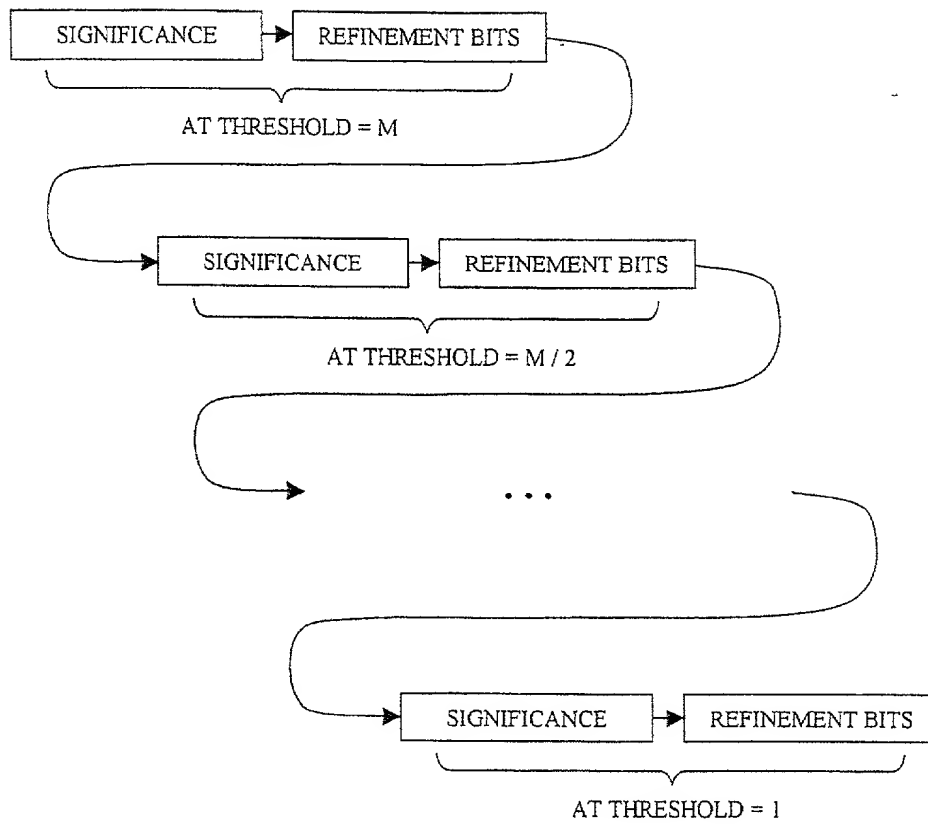 SIGNIFICANCE
REFINEMENT BITS
AT THRESHOLD = M
SIGNIFICANCE
REFINEMENT BITS
AT THRESHOLD = M / 2
• • •
SIGNIFICANCE
REFINEMENT BITS
AT THRESHOLD = 1